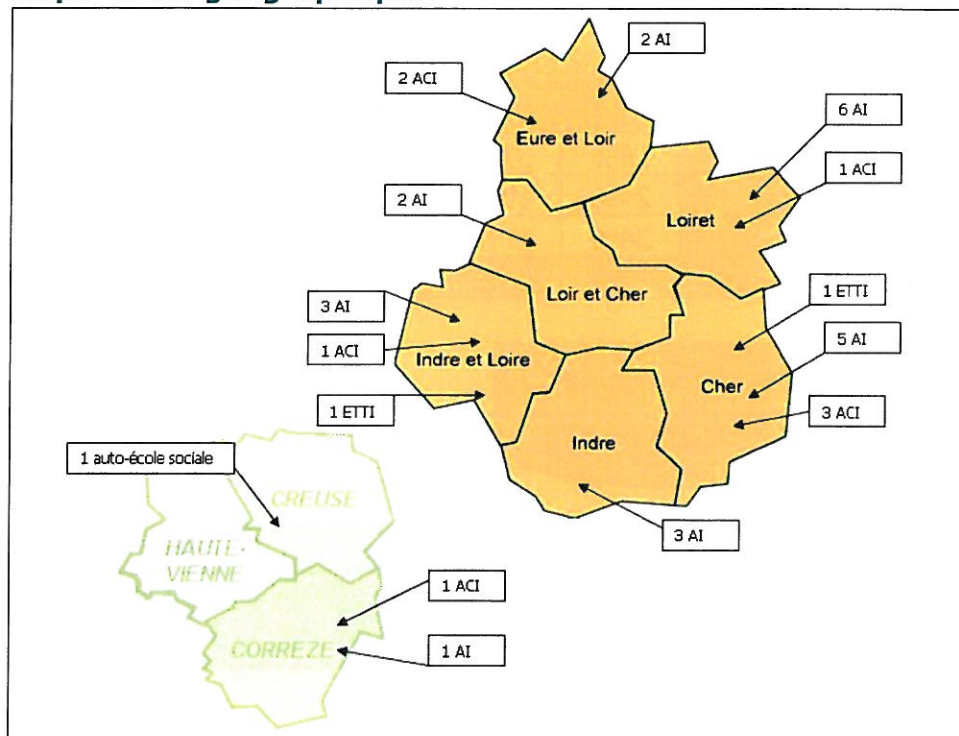 2 AI
2 ACI
Eure et Loir
6 AI
1 ACI
Loiret
2 AI
Loir et Cher
3 AI
1 ACI
Indre et Loire
1 ETTI
1 ETTI
5 AI
Cher
3 ACI
Indre
3 AI
1 auto-école sociale
CREUSE
HAUTE-
VIENNE
1 ACI
CORREZE
1 AI